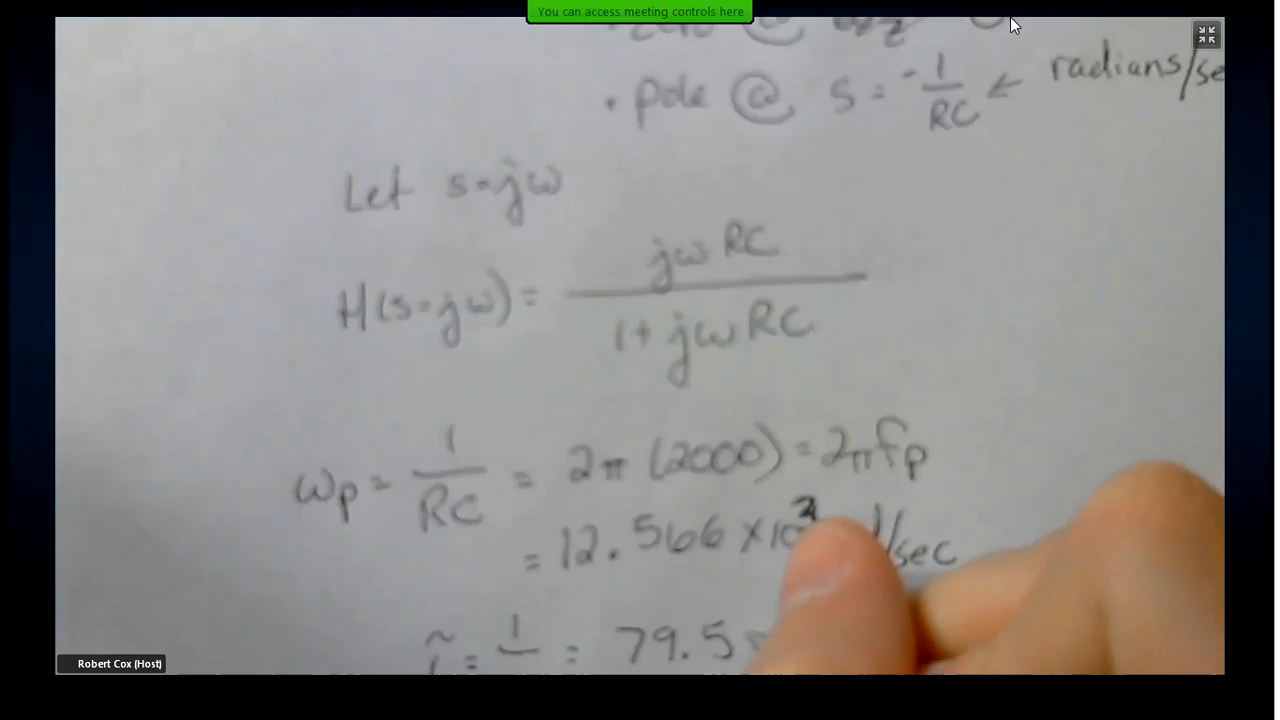 You can access meeting controls here
• pole @ s = -1/RC ← radians/se
Let s=jω
H(s=jω) = jωRC / 1+jωRC
ωp = 1/RC = 2π (2000) = 2πfp
= 12.566 ×10³ d/sec
τ = 1 = 79.5
Robert Cox (Host)